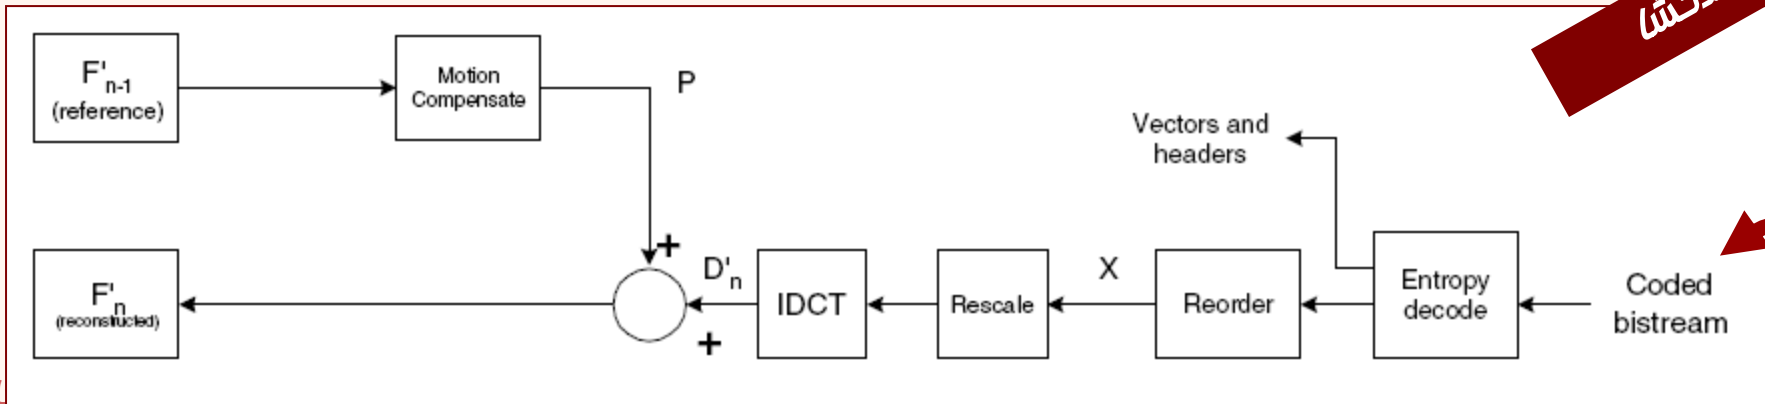 F'n-1
(reference)
Motion
Compensate
P
Vectors and
headers
F'n
(reconstructed)
+
D'n
+
IDCT
Rescale
X
Reorder
Entropy
decode
Coded
bistream